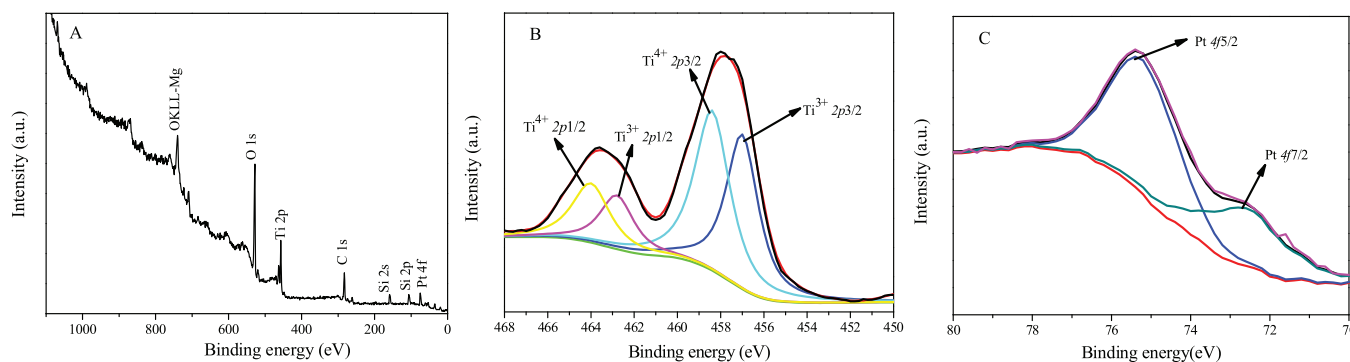 A
Intensity (a.u.)
OKLL-Mg
O 1s
Ti 2p
C 1s
Si 2s
Si 2p
Pt 4f
1000 800 600 400 200 0
Binding energy (eV)
B
Intensity (a.u.)
Ti4+ 2p3/2
Ti3+ 2p3/2
Ti4+ 2p1/2
Ti3+ 2p1/2
468 466 464 462 460 458 456 454 452 450
Binding energy (eV)
C
Intensity (a.u.)
Pt 4f5/2
Pt 4f7/2
80 78 76 74 72
Binding energy(eV)